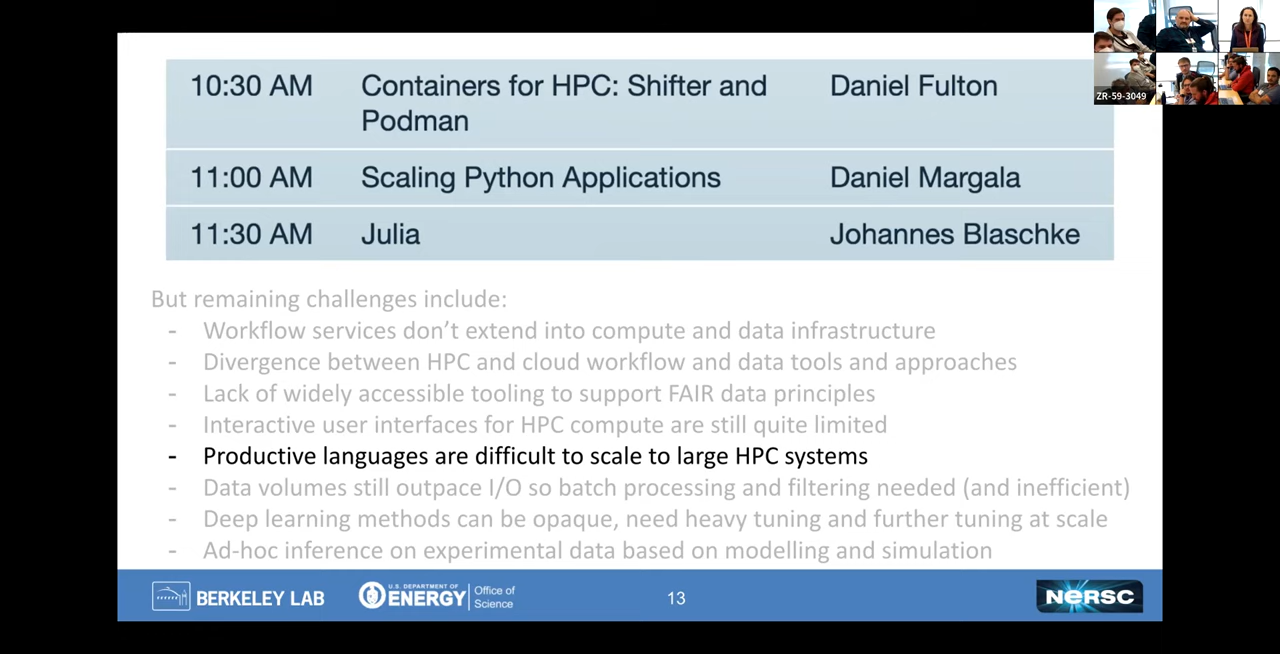 10:30 AM Containers for HPC: Shifter and Daniel Fulton
Podman
11:00 AM Scaling Python Applications Daniel Margala
11:30 AM Julia Johannes Blaschke
ZR-59-3049
But remaining challenges include:
- Workflow services don’t extend into compute and data infrastructure
- Divergence between HPC and cloud workflow and data tools and approaches
- Lack of widely accessible tooling to support FAIR data principles
- Interactive user interfaces for HPC compute are still quite limited
- Productive languages are difficult to scale to large HPC systems
- Data volumes still outpace I/O so batch processing and filtering needed (and inefficient)
- Deep learning methods can be opaque, need heavy tuning and further tuning at scale
- Ad-hoc inference on experimental data based on modelling and simulation
BERKELEY LAB
U.S. DEPARTMENT OF
ENERGY
Office of
Science
13
NERSC